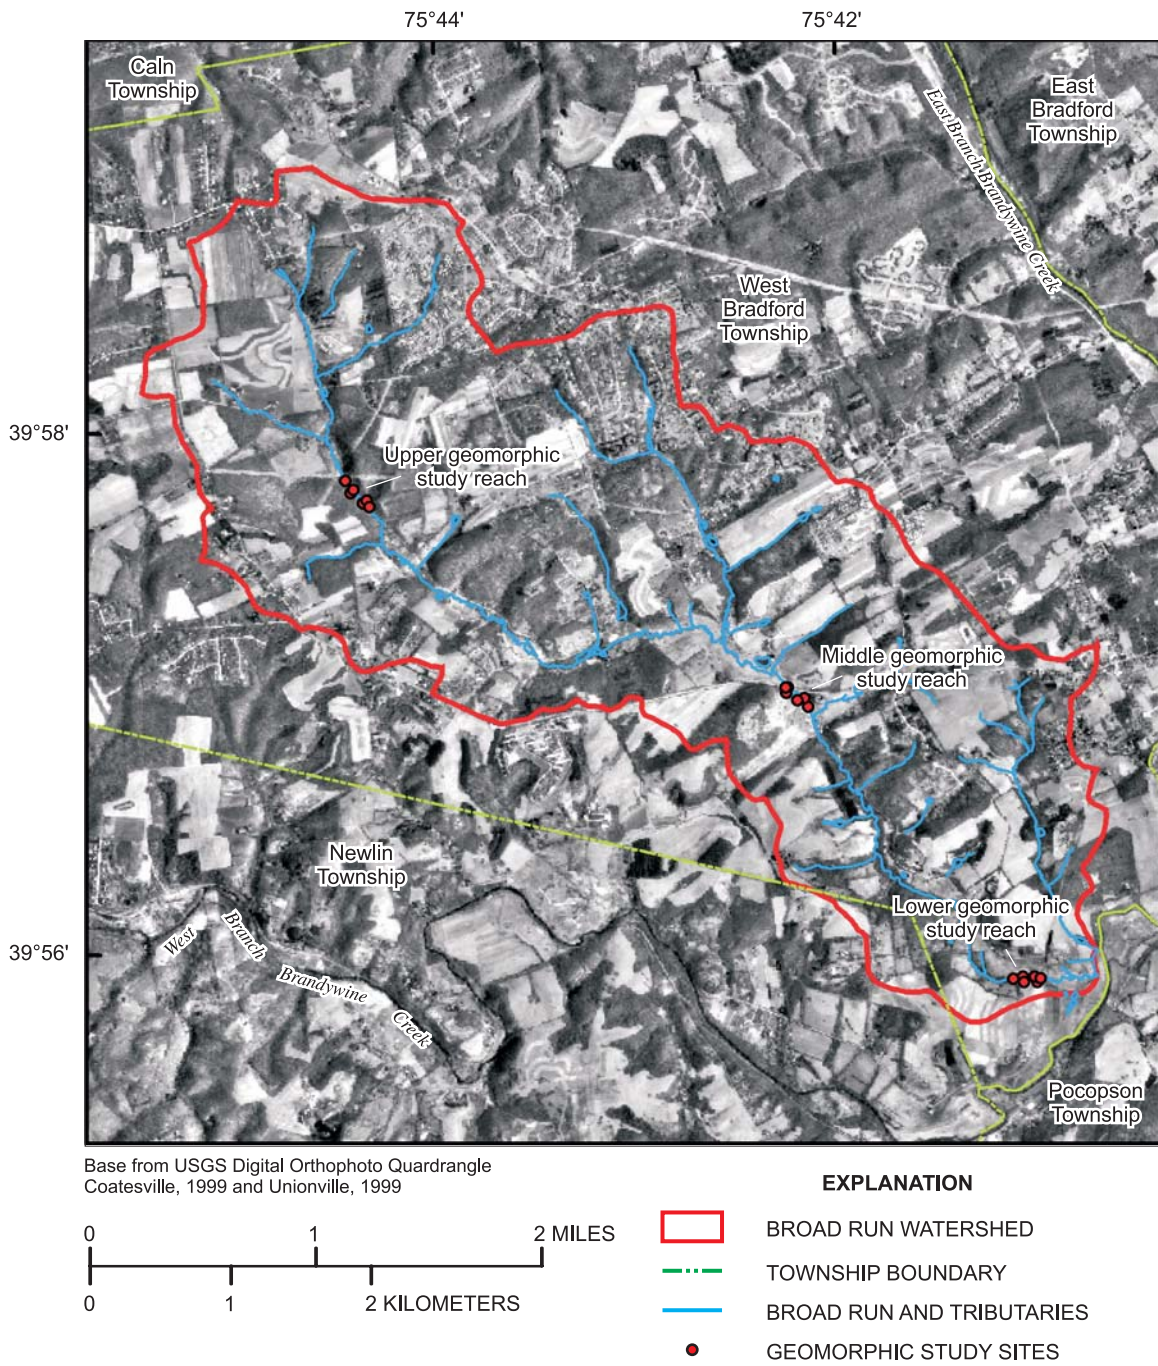 75°44'
75°42'
Caln
Township
East
Bradford
Township
East Branch Brandywine Creek
West
Bradford
Township
39°58'
Upper geomorphic
study reach
Middle geomorphic
study reach
Newlin
Township
Lower geomorphic
study reach
39°56'
West
Branch
Brandywine
Creek
Pocopson
Township
Base from USGS Digital Orthophoto Quardrangle
Coatesville, 1999 and Unionville, 1999
0 1 2 MILES
0 1 2 KILOMETERS
EXPLANATION
BROAD RUN WATERSHED
TOWNSHIP BOUNDARY
BROAD RUN AND TRIBUTARIES
GEOMORPHIC STUDY SITES